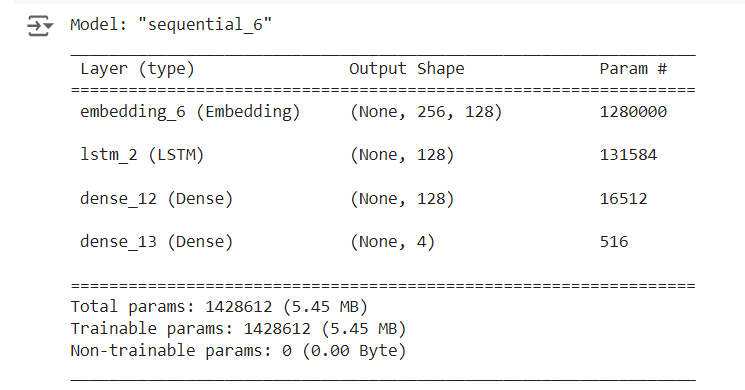 Model: "sequential_6"
Layer (type) Output Shape Param #
embedding_6 (Embedding) (None, 256, 128) 1280000
lstm_2 (LSTM) (None, 128) 131584
dense_12 (Dense) (None, 128) 16512
dense_13 (Dense) (None, 4) 516
Total params: 1428612 (5.45 MB)
Trainable params: 1428612 (5.45 MB)
Non-trainable params: 0 (0.00 Byte)